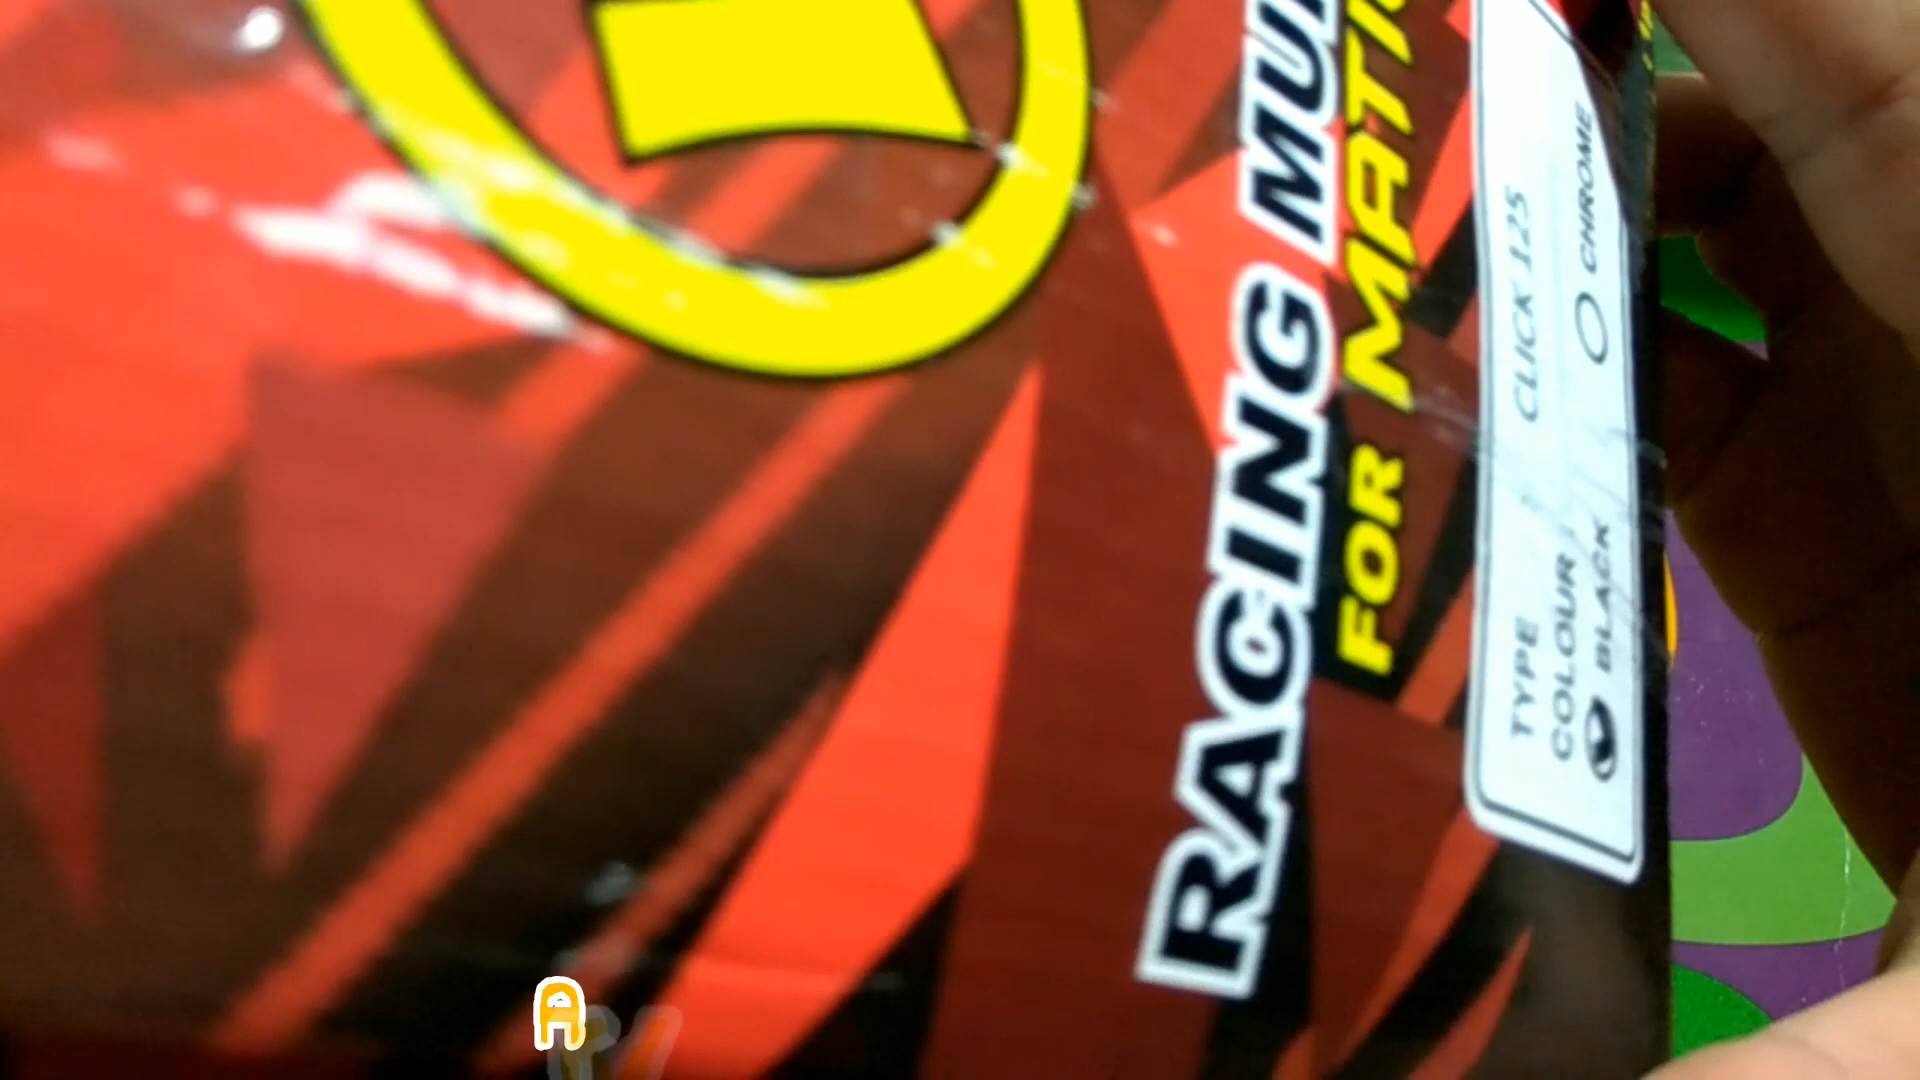 RACING
FOR
TYPE : CLICK 125
COLOUR :
BLACK
CHROME
A